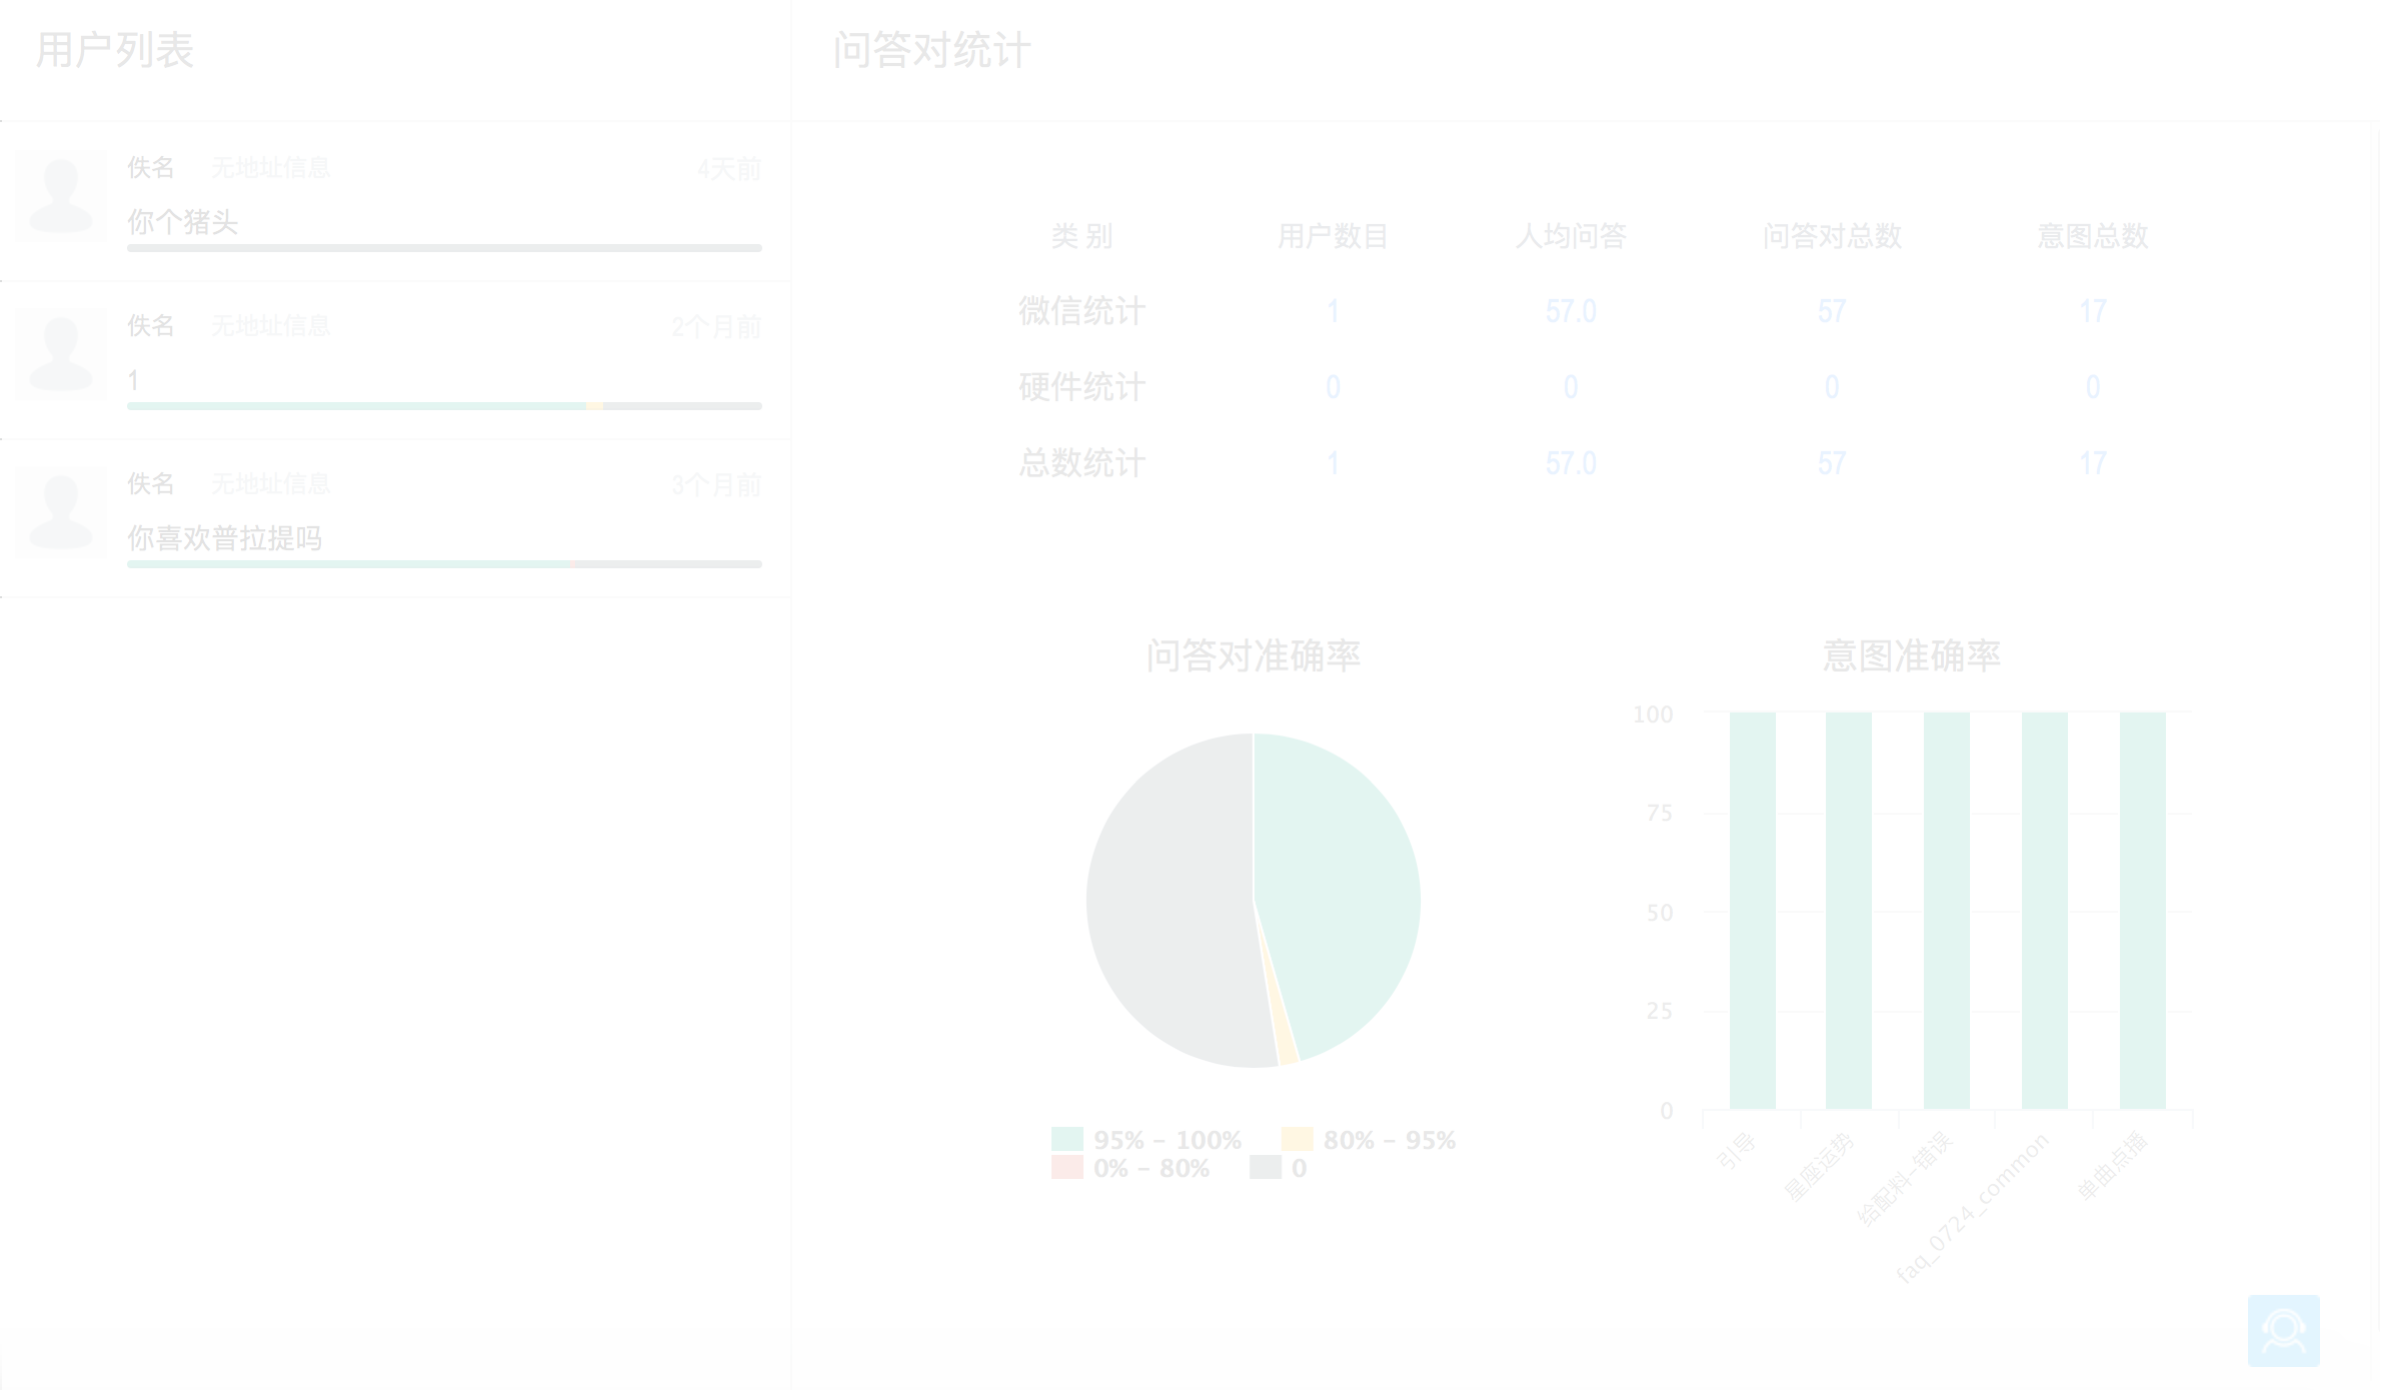 用户列表
问答对统计
佚名 无地址信息 4天前
你个猪头
佚名 无地址信息 2个月前
1
佚名 无地址信息 3个月前
你喜欢普拉提吗
类 别 用户数目 人均问答 问答对总数 意图总数
微信统计 1 57.0 57 17
硬件统计 0 0 0 0
总数统计 1 57.0 57 17
问答对准确率
95% - 100% 80% - 95%
0% - 80% 0
意图准确率
100
75
50
25
0
引导
星座运势
给配料-错误
faq_0724_common
单曲点播